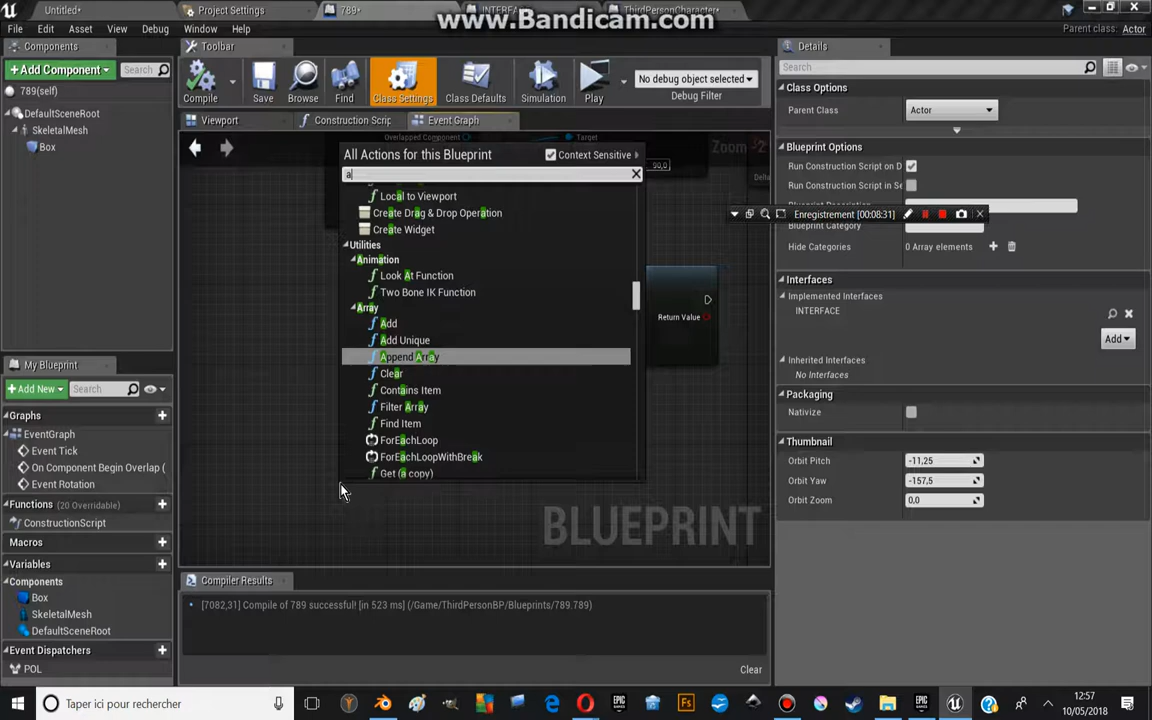 Untitled*
Project Settings
789*
INTERFA
ThirdPersonCharacter*
www.Bandicam.com
File Edit Asset View Debug Window Help
Parent class: Actor
Components
Toolbar
Details
+ Add Component
Search
Compile
Save
Browse
Find
Class Settings
Class Defaults
Simulation
Play
No debug object selected
Debug Filter
Search
789(self)
Class Options
Parent Class
Actor
DefaultSceneRoot
SkeletalMesh
Box
Viewport
Construction Scrip
Event Graph
Overlapped Component
Target
Zoom
All Actions for this Blueprint
Context Sensitive
90,0
a
Blueprint Options
Run Construction Script on D
Run Construction Script in Se
Blueprint Description
Enregistrement [00:08:31]
Blueprint Category
Hide Categories
0 Array elements
Local to Viewport
Create Drag & Drop Operation
Create Widget
Utilities
Animation
Look At Function
Two Bone IK Function
Array
Add
Add Unique
Append Array
Clear
Contains Item
Filter Array
Find Item
ForEachLoop
ForEachLoopWithBreak
Get (a copy)
Return Value
Interfaces
Implemented Interfaces
INTERFACE
Add
Inherited Interfaces
No Interfaces
Packaging
Nativize
Thumbnail
Orbit Pitch
-11,25
Orbit Yaw
-157,5
Orbit Zoom
0,0
My Blueprint
Add New
Search
Graphs
EventGraph
Event Tick
On Component Begin Overlap (
Event Rotation
Functions (20 Overridable)
ConstructionScript
Macros
Variables
Components
Box
SkeletalMesh
DefaultSceneRoot
Event Dispatchers
POL
BLUEPRINT
Compiler Results
[7082,31] Compile of 789 successful! [in 523 ms] (/Game/ThirdPersonBP/Blueprints/789.789)
Clear
Taper ici pour rechercher
12:57
10/05/2018